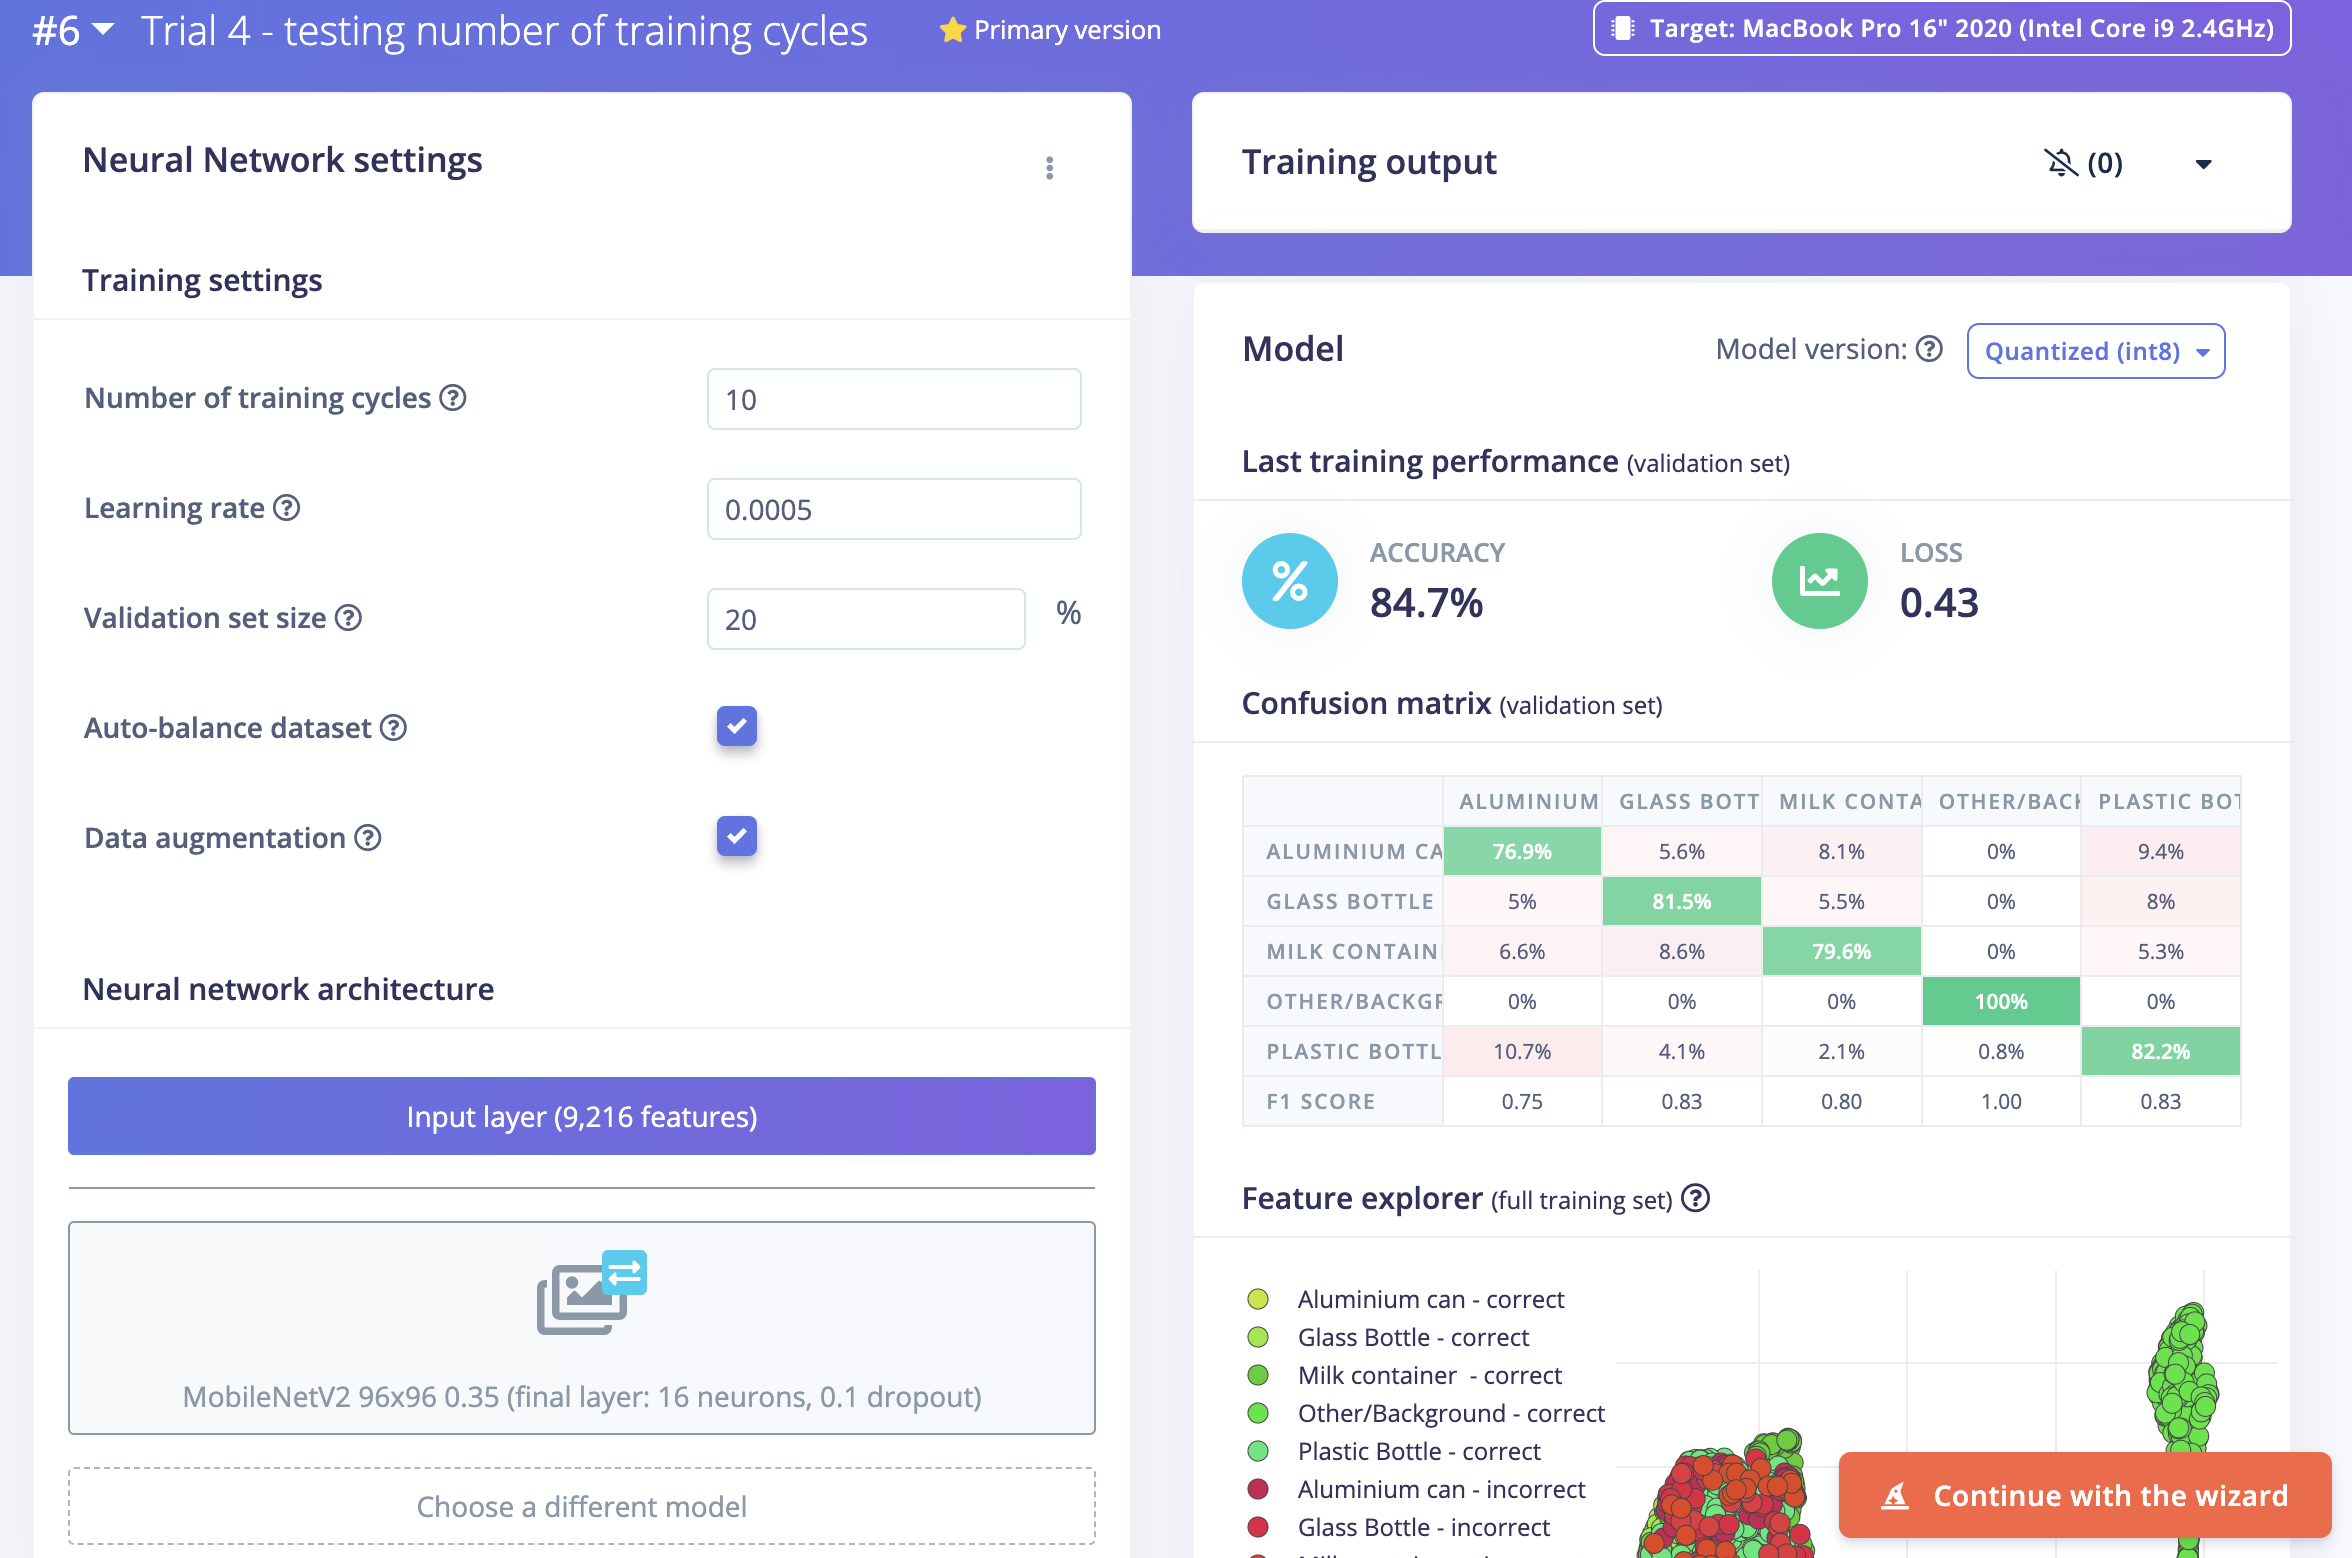 #6 Trial 4 - testing number of training cycles Primary version
Target: MacBook Pro 16" 2020 (Intel Core i9 2.4GHz)
Neural Network settings
Training settings
Number of training cycles
10
Learning rate
0.0005
Validation set size
20 %
Auto-balance dataset
Data augmentation
Neural network architecture
Input layer (9,216 features)
MobileNetV2 96x96 0.35 (final layer: 16 neurons, 0.1 dropout)
Choose a different model
Training output
(0)
Model
Model version: Quantized (int8)
Last training performance (validation set)
% ACCURACY
84.7%
LOSS
0.43
Confusion matrix (validation set)
ALUMINIUM GLASS BOTT MILK CONTA OTHER/BACK PLASTIC BOT
ALUMINIUM CA 76.9% 5.6% 8.1% 0% 9.4%
GLASS BOTTLE 5% 81.5% 5.5% 0% 8%
MILK CONTAIN 6.6% 8.6% 79.6% 0% 5.3%
OTHER/BACKGR 0% 0% 0% 100% 0%
PLASTIC BOTTL 10.7% 4.1% 2.1% 0.8% 82.2%
F1 SCORE 0.75 0.83 0.80 1.00 0.83
Feature explorer (full training set)
Aluminium can - correct
Glass Bottle - correct
Milk container - correct
Other/Background - correct
Plastic Bottle - correct
Aluminium can - incorrect
Glass Bottle - incorrect
Continue with the wizard